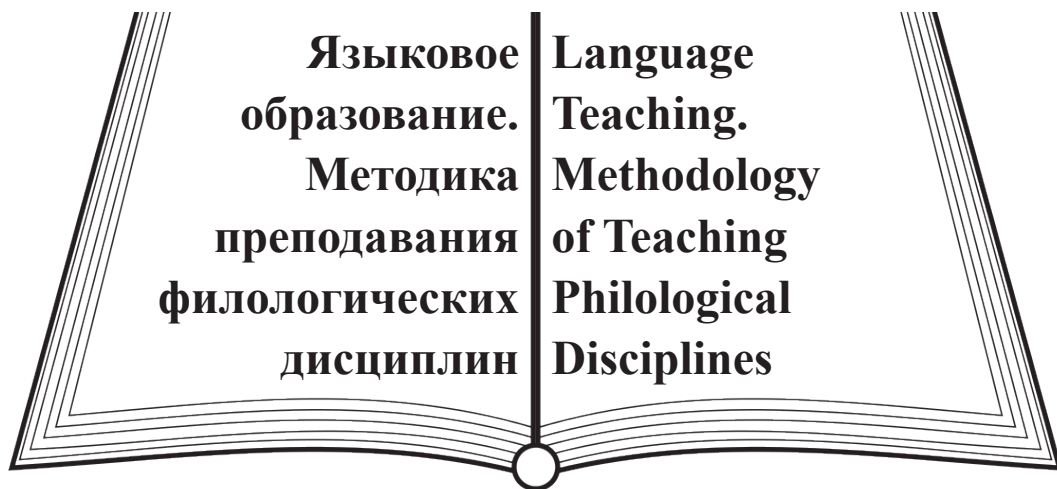 Языковое
образование.
Методика
преподавания
филологических
дисциплин
Language
Teaching.
Methodology
of Teaching
Philological
Disciplines